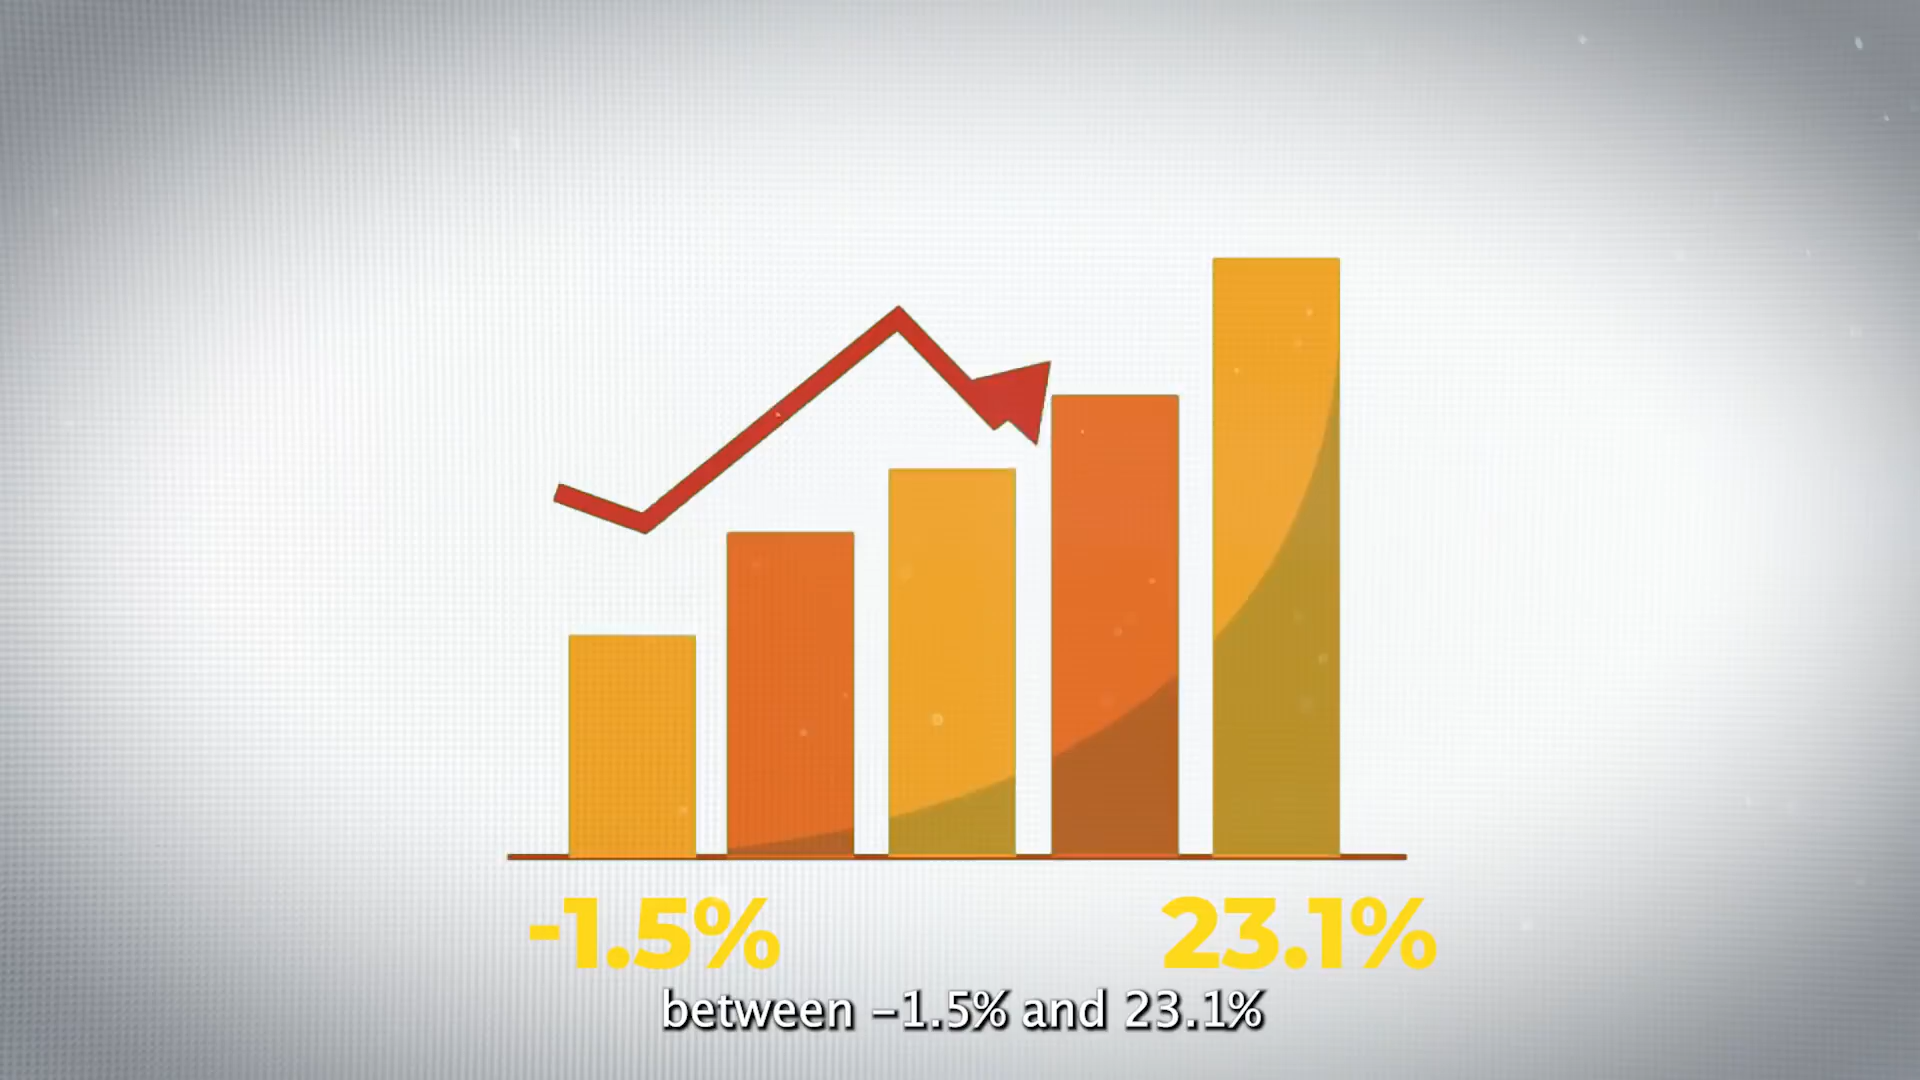 -1.5% 23.1%
between –1.5% and 23.1%